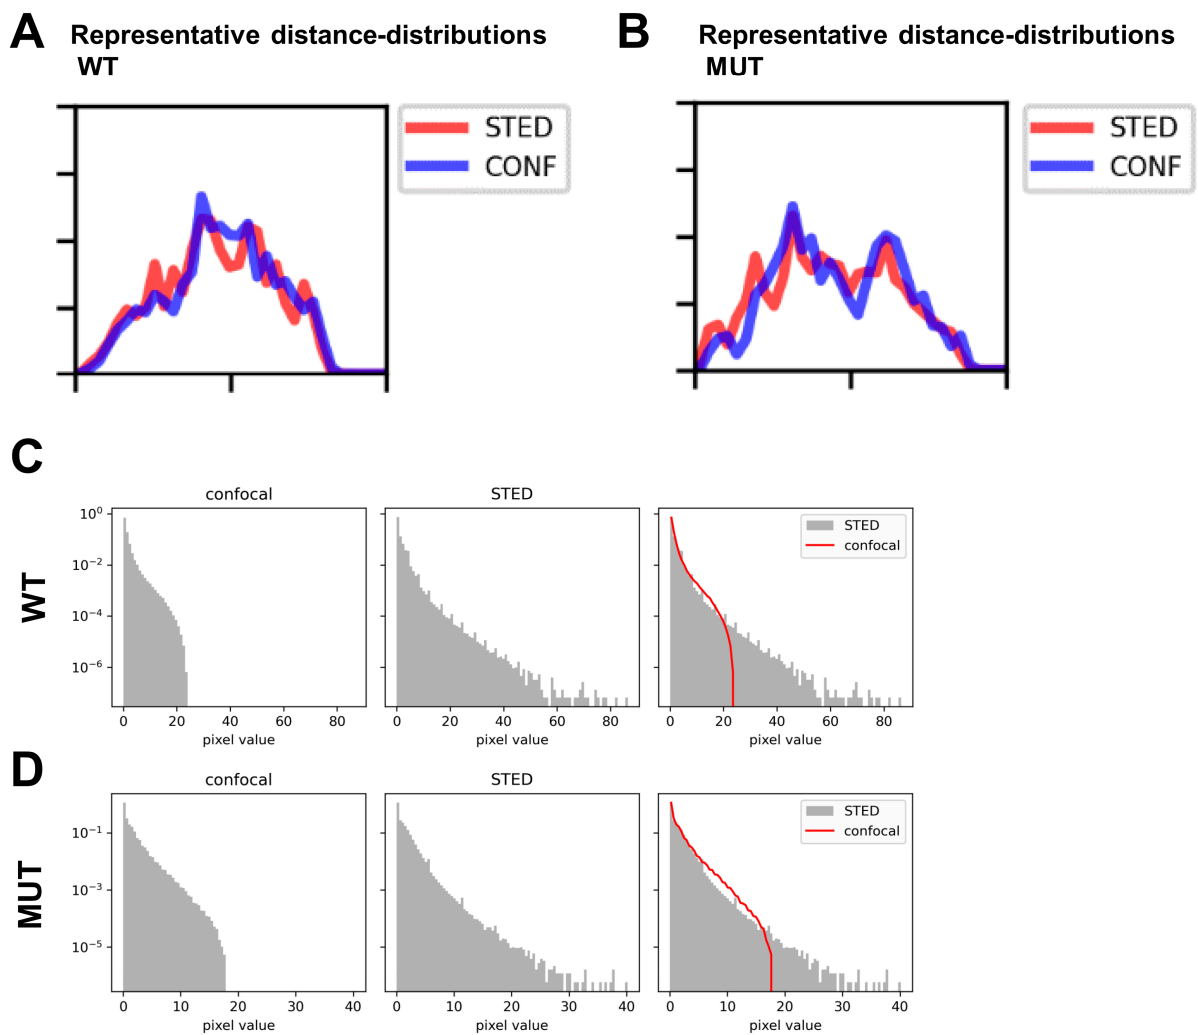 A Representative distance-distributions
WT
STED
CONF
B Representative distance-distributions
MUT
STED
CONF
C
WT
confocal
10⁰
10⁻²
10⁻⁴
10⁻⁶
0 20 40 60 80
pixel value
STED
0 20 40 60 80
pixel value
STED
confocal
0 20 40 60 80
pixel value
D
MUT
confocal
10⁻¹
10⁻³
10⁻⁵
0 10 20 30 40
pixel value
STED
0 10 20 30 40
pixel value
STED
confocal
0 10 20 30 40
pixel value